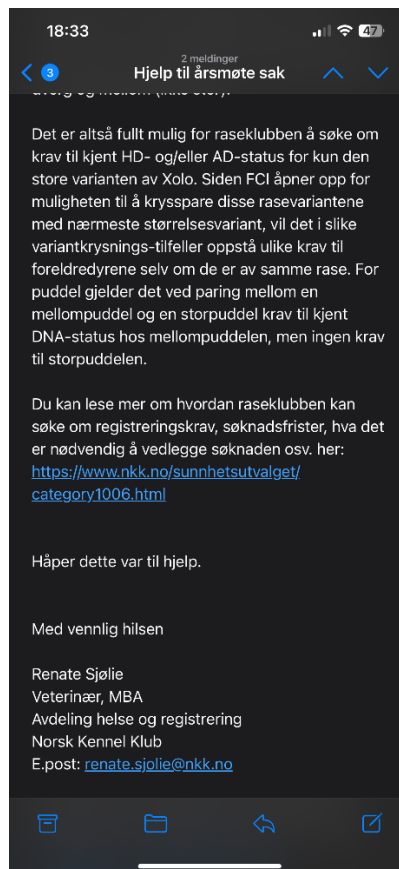 18:33
47
3
2 meldinger
Hjelp til årsmøte sak
Det er altså fullt mulig for raseklubben å søke om
krav til kjent HD- og/eller AD-status for kun den
store varianten av Xolo. Siden FCI åpner opp for
muligheten til å krysspare disse rasevariantene
med nærmeste størrelsesvariant, vil det i slike
variantkrysnings-tilfeller oppstå ulike krav til
foreldredyrene selv om de er av samme rase. For
puddel gjelder det ved paring mellom en
mellompuddel og en storpuddel krav til kjent
DNA-status hos mellompuddelen, men ingen krav
til storpuddelen.
Du kan lese mer om hvordan raseklubben kan
søke om registreringskrav, søknadsfrister, hva det
er nødvendig å vedlegge søknaden osv. her:
https://www.nkk.no/sunnhetsutvalget/
category1006.html
Håper dette var til hjelp.
Med vennlig hilsen
Renate Sjølie
Veterinær, MBA
Avdeling helse og registrering
Norsk Kennel Klub
E.post: renate.sjolie@nkk.no